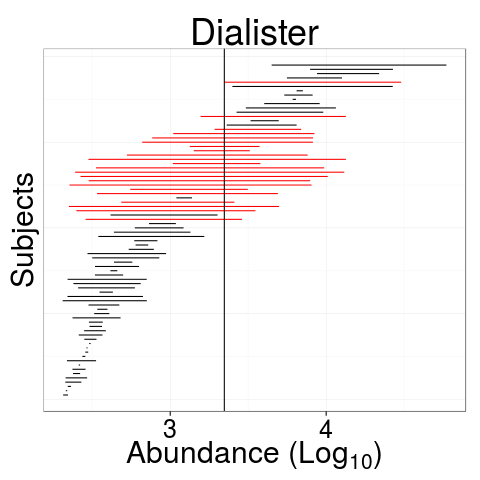 Dialister
Subjects
3 4
Abundance (Log10)